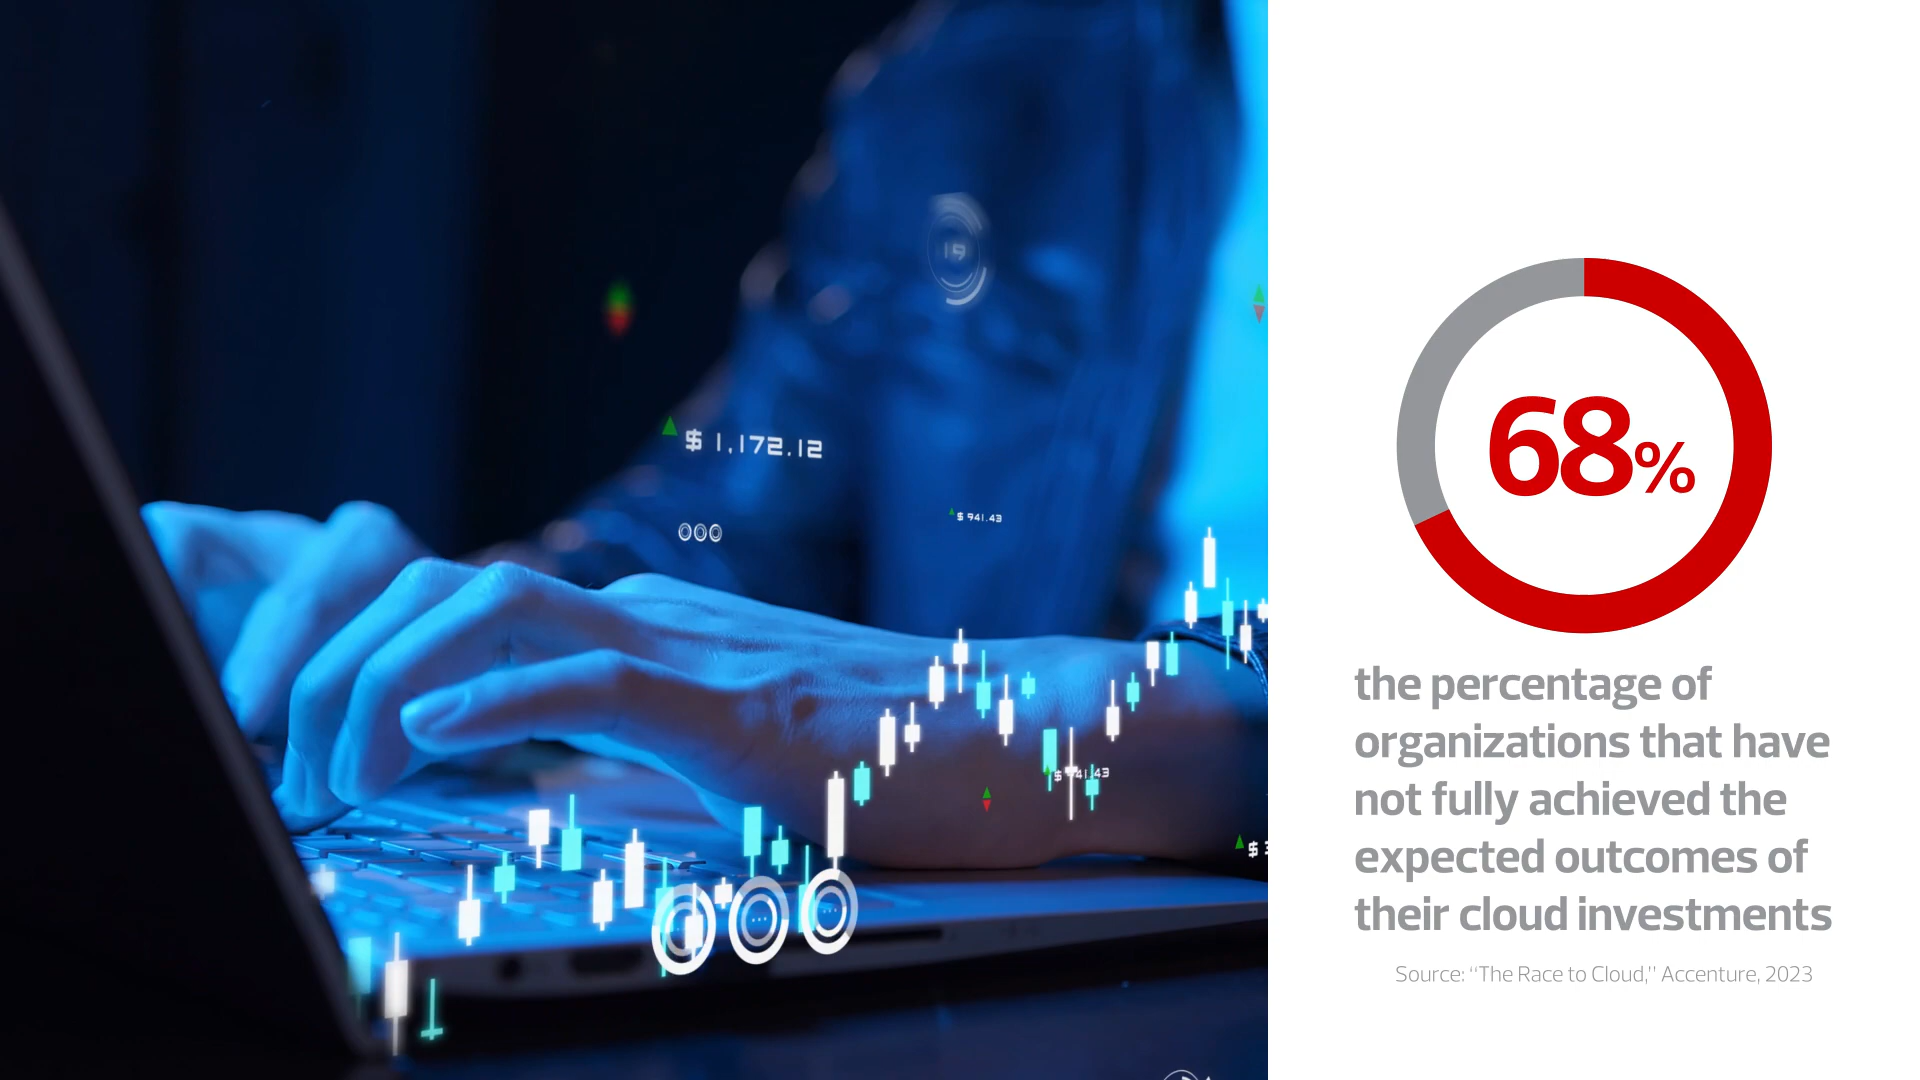 19
$ 1,172.12
$ 941.43
68%
the percentage of
organizations that have
not fully achieved the
expected outcomes of
their cloud investments
Source: “The Race to Cloud,” Accenture, 2023